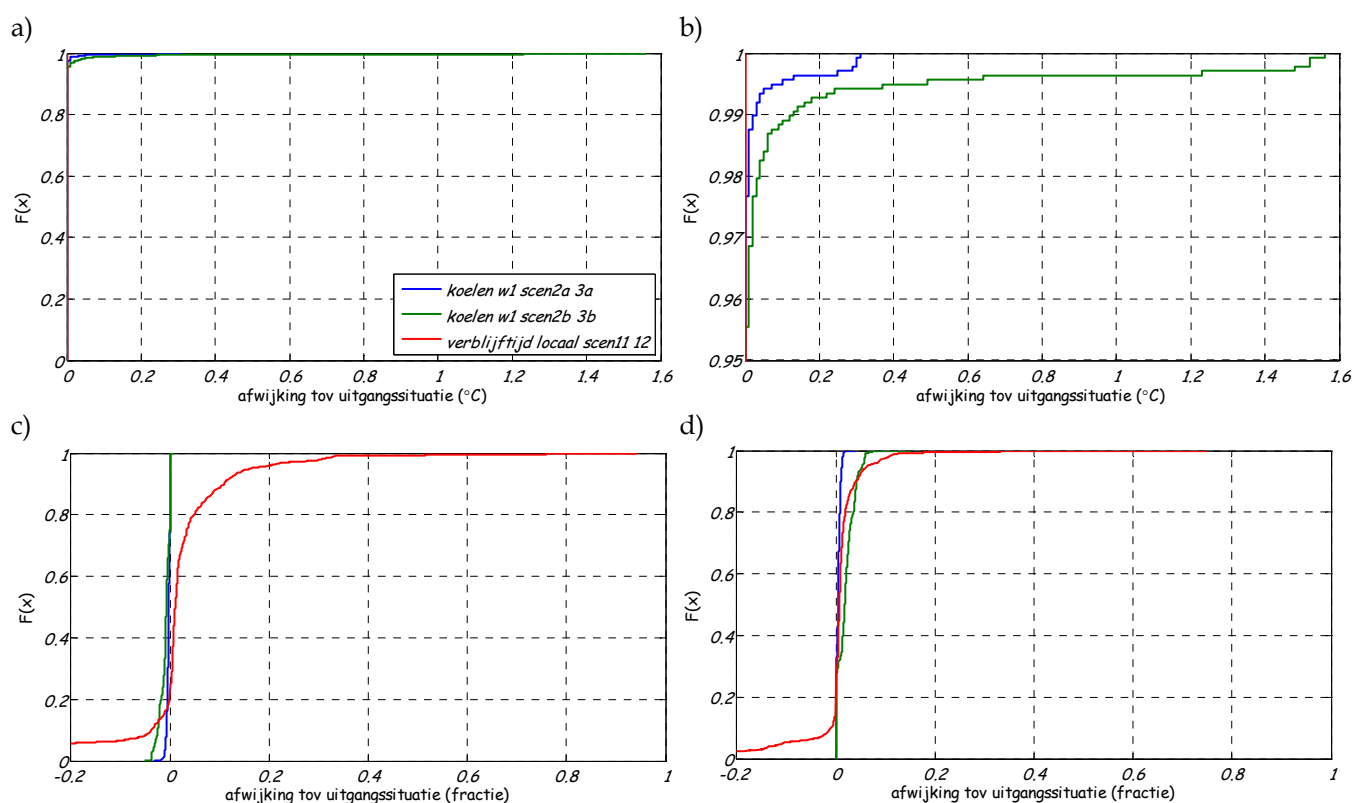 a)
1
0.8
0.6
0.4
0.2
0
F(x)
0 0.2 0.4 0.6 0.8 1 1.2 1.4 1.6
afwijking tov uitgangssituatie (°C)
koelen w1 scen2a 3a
koelen w1 scen2b 3b
verblijftijd locaal scen11 12
b)
1
0.99
0.98
0.97
0.96
0.95
F(x)
0 0.2 0.4 0.6 0.8 1 1.2 1.4 1.6
afwijking tov uitgangssituatie (°C)
c)
1
0.8
0.6
0.4
0.2
0
F(x)
-0.2 0 0.2 0.4 0.6 0.8 1
afwijking tov uitgangssituatie (fractie)
d)
1
0.8
0.6
0.4
0.2
0
F(x)
-0.2 0 0.2 0.4 0.6 0.8 1
afwijking tov uitgangssituatie (fractie)